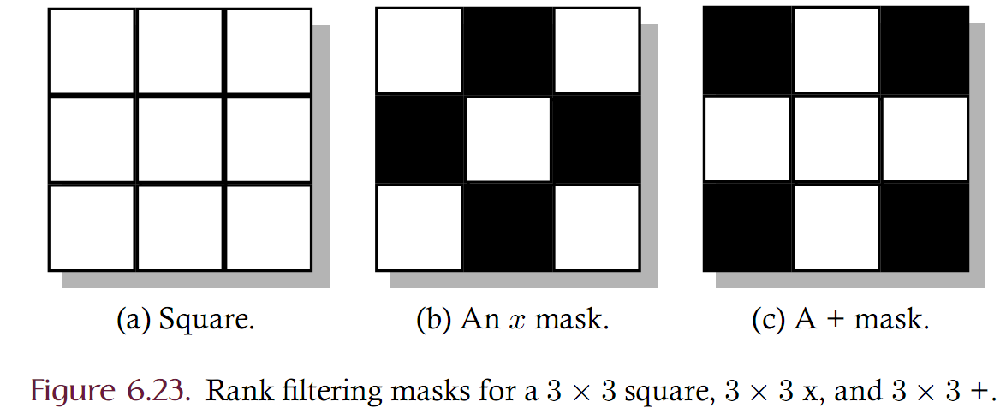 (a) Square.
(b) An x mask.
(c) A + mask.
Figure 6.23. Rank filtering masks for a 3 × 3 square, 3 × 3 x, and 3 × 3 +.